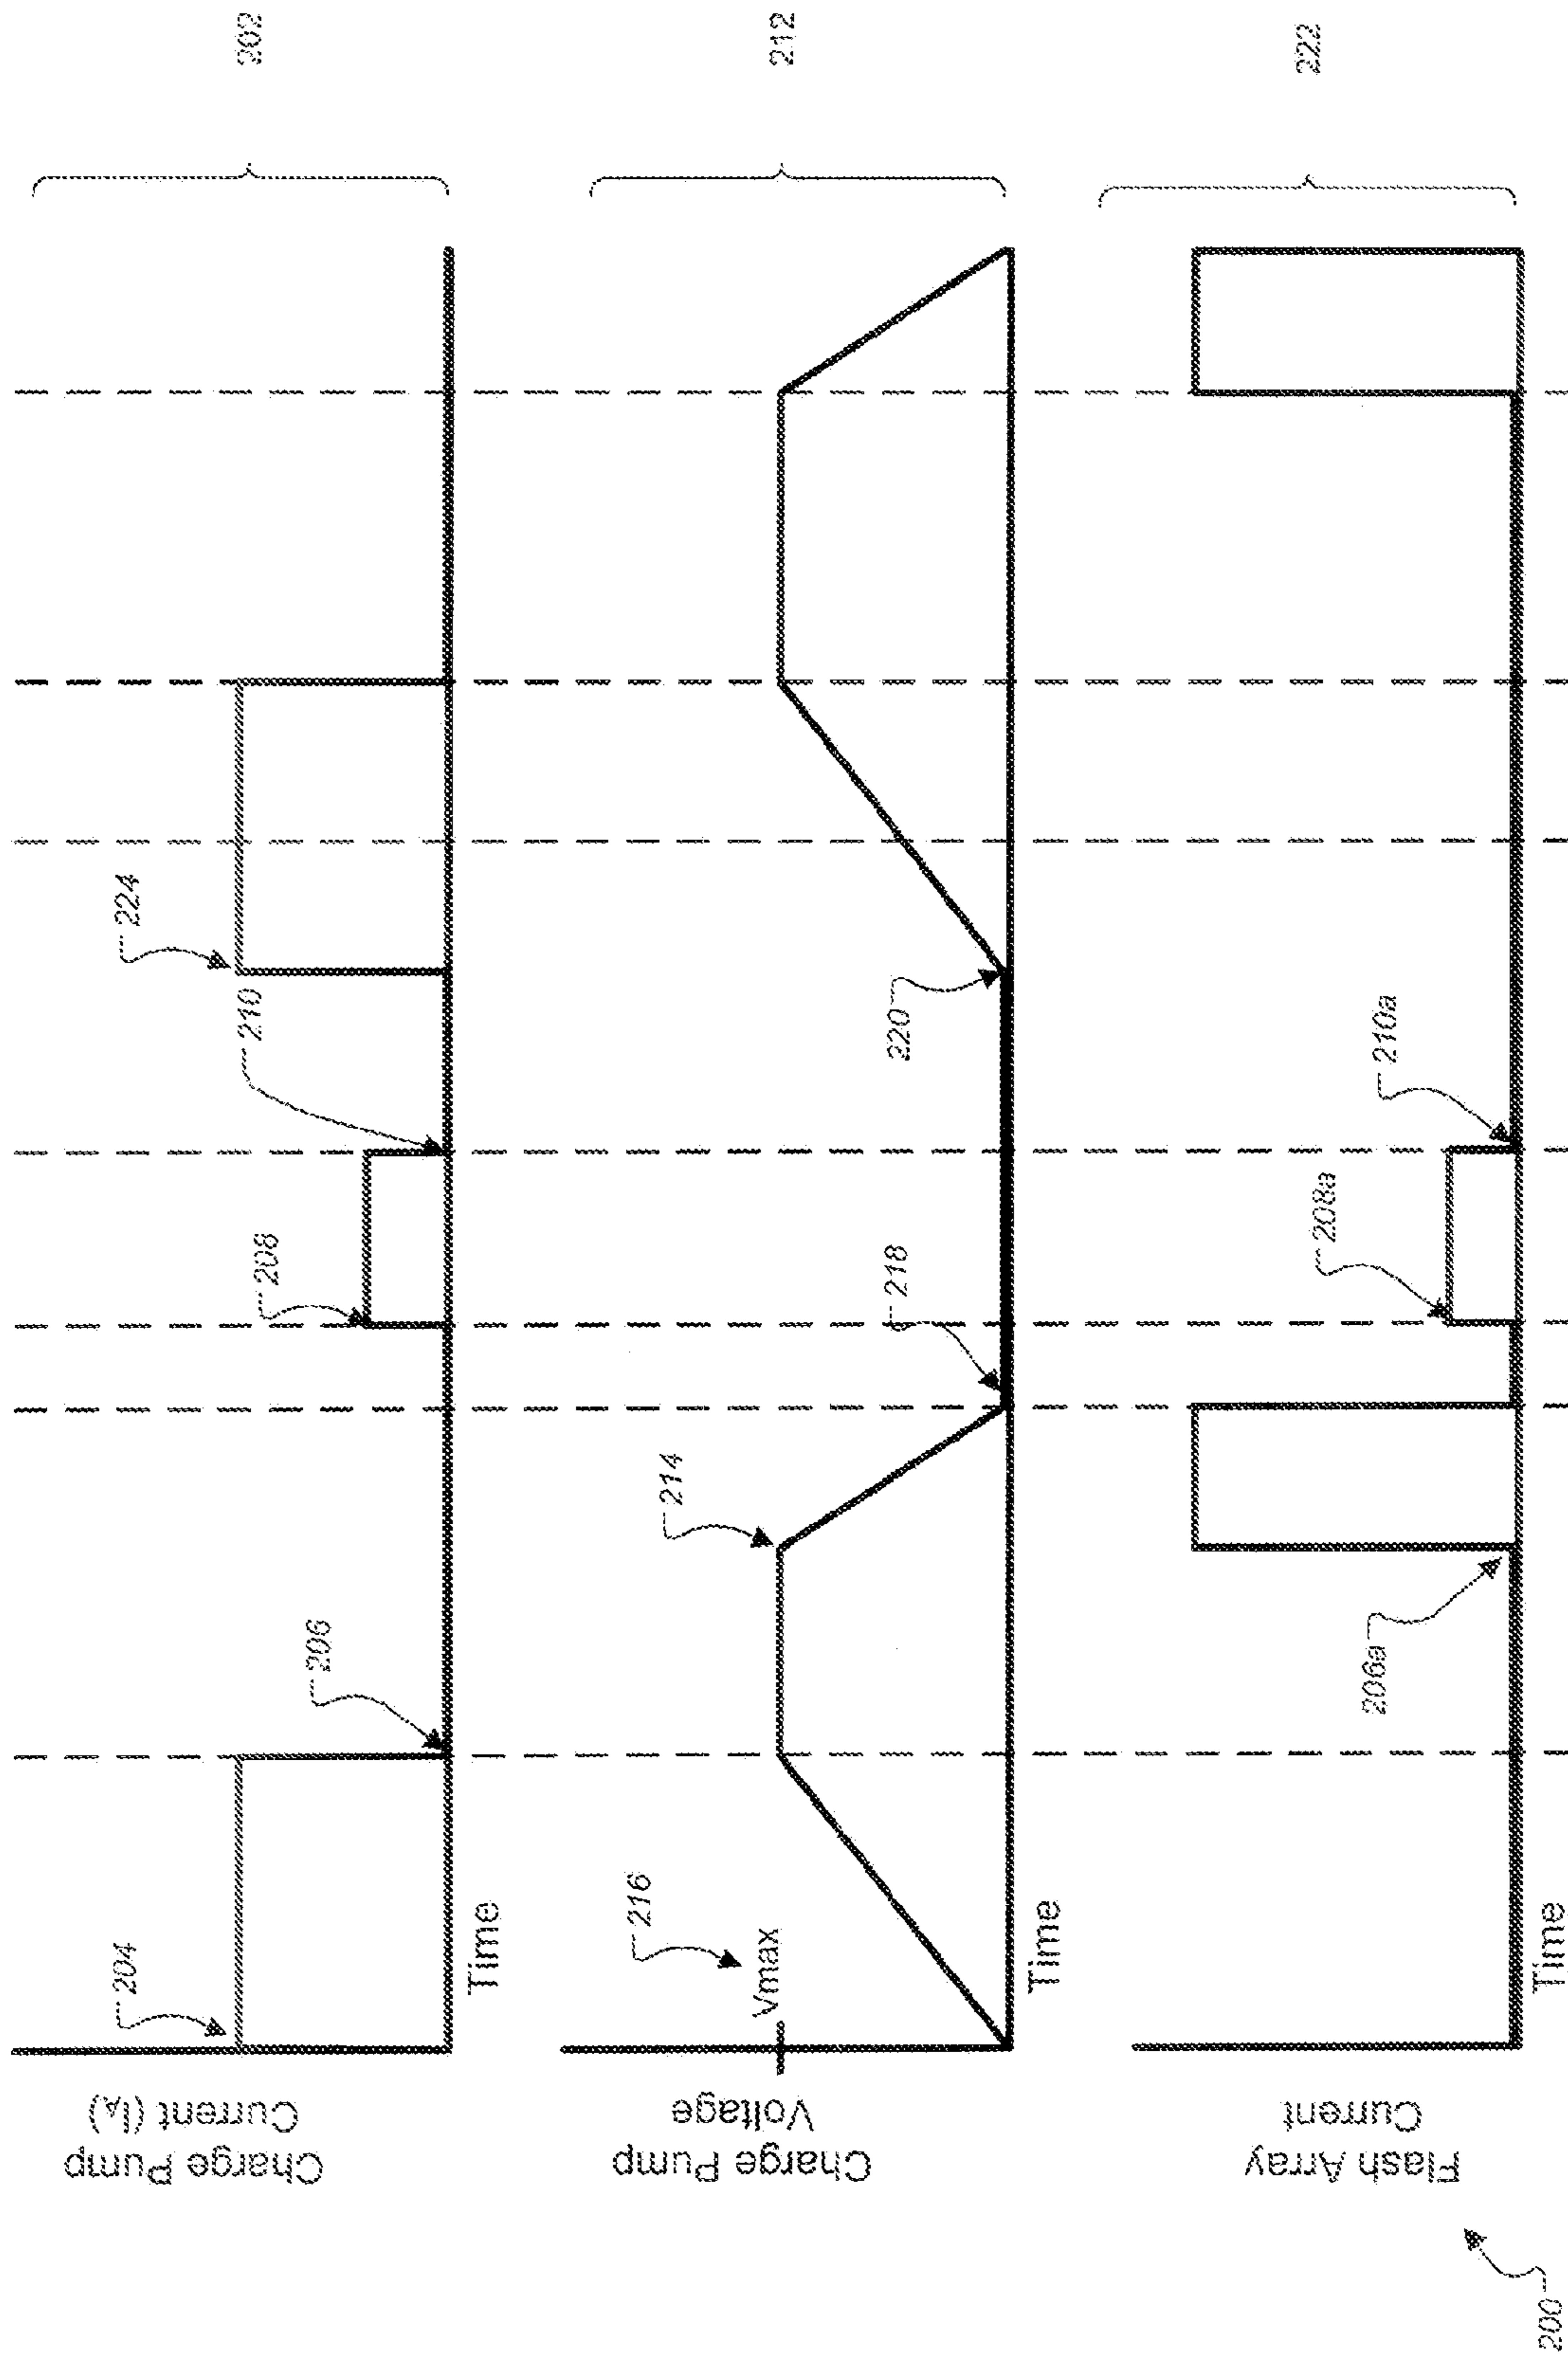 Charge Pump
Current (IA)
204
206
208
210
224
Time
202
Charge Pump
Voltage
216
Vmax
214
218
220
Time
212
Flash Array
Current
206a
208a
210a
Time
222
200